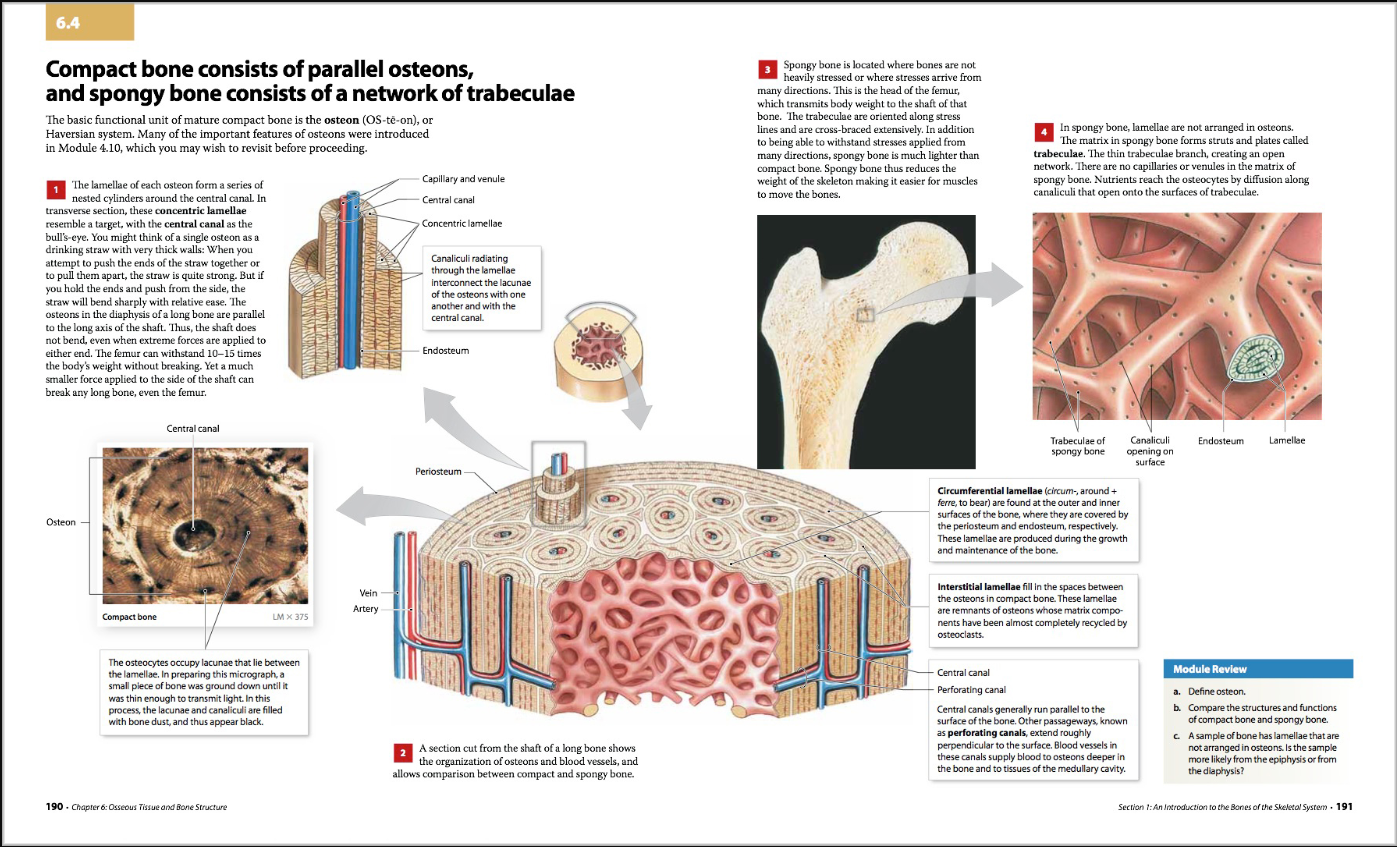 6.4
Compact bone consists of parallel osteons,
and spongy bone consists of a network of trabeculae
The basic functional unit of mature compact bone is the osteon (OS-tē-on), or
Haversian system. Many of the important features of osteons were introduced
in Module 4.10, which you may wish to revisit before proceeding.
1 The lamellae of each osteon form a series of
nested cylinders around the central canal. In
transverse section, these concentric lamellae
resemble a target, with the central canal as the
bull's-eye. You might think of a single osteon as a
drinking straw with very thick walls: When you
attempt to push the ends of the straw together or
to pull them apart, the straw is quite strong. But if
you hold the ends and push from the side, the
straw will bend sharply with relative ease. The
osteons in the diaphysis of a long bone are parallel
to the long axis of the shaft. Thus, the shaft does
not bend, even when extreme forces are applied to
either end. The femur can withstand 10–15 times
the body's weight without breaking. Yet a much
smaller force applied to the side of the shaft can
break any long bone, even the femur.
Capillary and venule
Central canal
Concentric lamellae
Canaliculi radiating
through the lamellae
interconnect the lacunae
of the osteons with one
another and with the
central canal.
Endosteum
Central canal
Osteon
Compact bone LM × 375
The osteocytes occupy lacunae that lie between
the lamellae. In preparing this micrograph, a
small piece of bone was ground down until it
was thin enough to transmit light. In this
process, the lacunae and canaliculi are filled
with bone dust, and thus appear black.
Periosteum
Vein
Artery
2 A section cut from the shaft of a long bone shows
the organization of osteons and blood vessels, and
allows comparison between compact and spongy bone.
3 Spongy bone is located where bones are not
heavily stressed or where stresses arrive from
many directions. This is the head of the femur,
which transmits body weight to the shaft of that
bone. The trabeculae are oriented along stress
lines and are cross-braced extensively. In addition
to being able to withstand stresses applied from
many directions, spongy bone is much lighter than
compact bone. Spongy bone thus reduces the
weight of the skeleton making it easier for muscles
to move the bones.
4 In spongy bone, lamellae are not arranged in osteons.
The matrix in spongy bone forms struts and plates called
trabeculae. The thin trabeculae branch, creating an open
network. There are no capillaries or venules in the matrix of
spongy bone. Nutrients reach the osteocytes by diffusion along
canaliculi that open onto the surfaces of trabeculae.
Trabeculae of
spongy bone
Canaliculi
opening on
surface
Endosteum
Lamellae
Circumferential lamellae (circum-, around +
ferre, to bear) are found at the outer and inner
surfaces of the bone, where they are covered by
the periosteum and endosteum, respectively.
These lamellae are produced during the growth
and maintenance of the bone.
Interstitial lamellae fill in the spaces between
the osteons in compact bone. These lamellae
are remnants of osteons whose matrix compo-
nents have been almost completely recycled by
osteoclasts.
Central canal
Perforating canal
Central canals generally run parallel to the
surface of the bone. Other passageways, known
as perforating canals, extend roughly
perpendicular to the surface. Blood vessels in
these canals supply blood to osteons deeper in
the bone and to tissues of the medullary cavity.
Module Review
a. Define osteon.
b. Compare the structures and functions
of compact bone and spongy bone.
c. A sample of bone has lamellae that are
not arranged in osteons. Is the sample
more likely from the epiphysis or from
the diaphysis?
190 • Chapter 6: Osseous Tissue and Bone Structure
Section 1: An Introduction to the Bones of the Skeletal System • 191